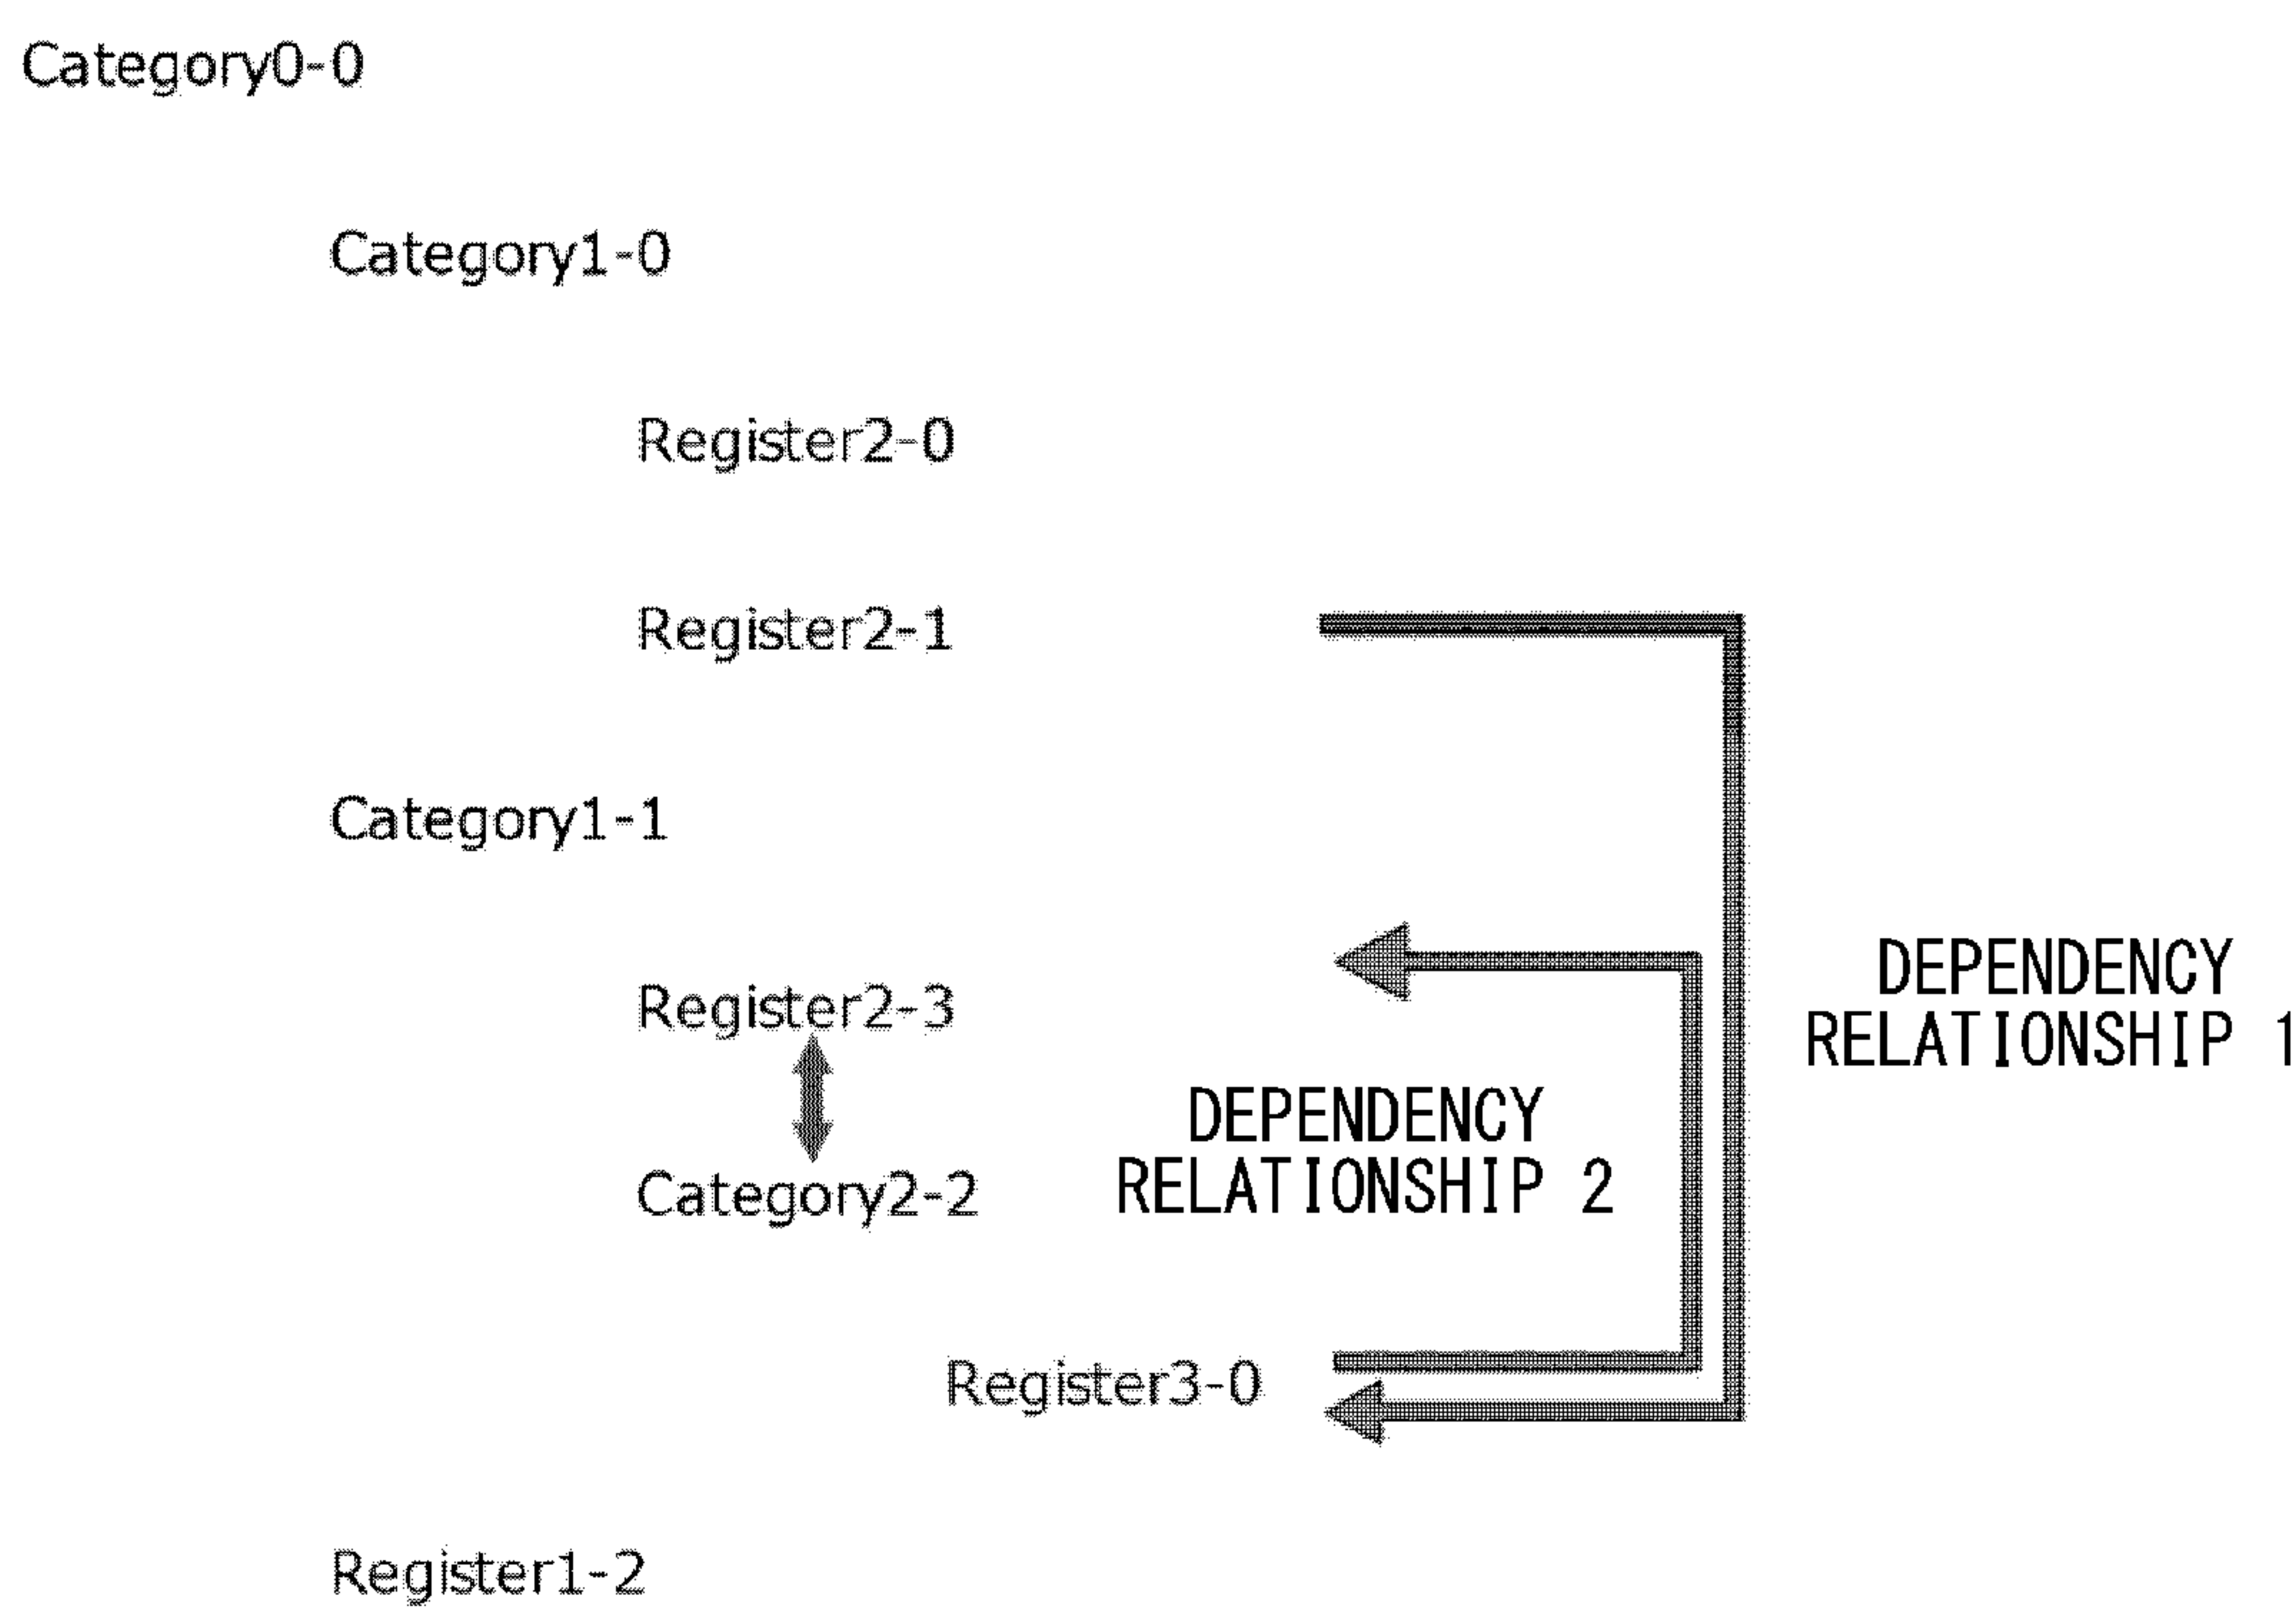 Category0-0
Category1-0
Register2-0
Register2-1
Category1-1
Register2-3
DEPENDENCY
RELATIONSHIP 1
DEPENDENCY
RELATIONSHIP 2
Category2-2
Register3-0
Register1-2